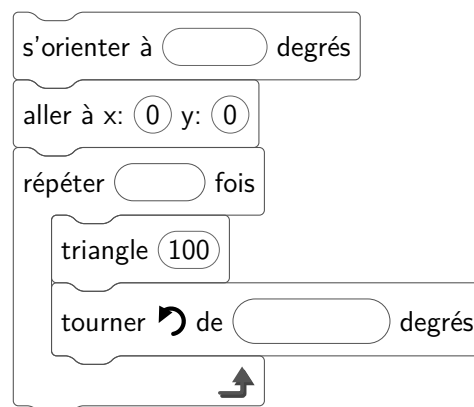 s'orienter à degrés
aller à x: 0 y: 0
répéter fois
triangle 100
tourner de degrés